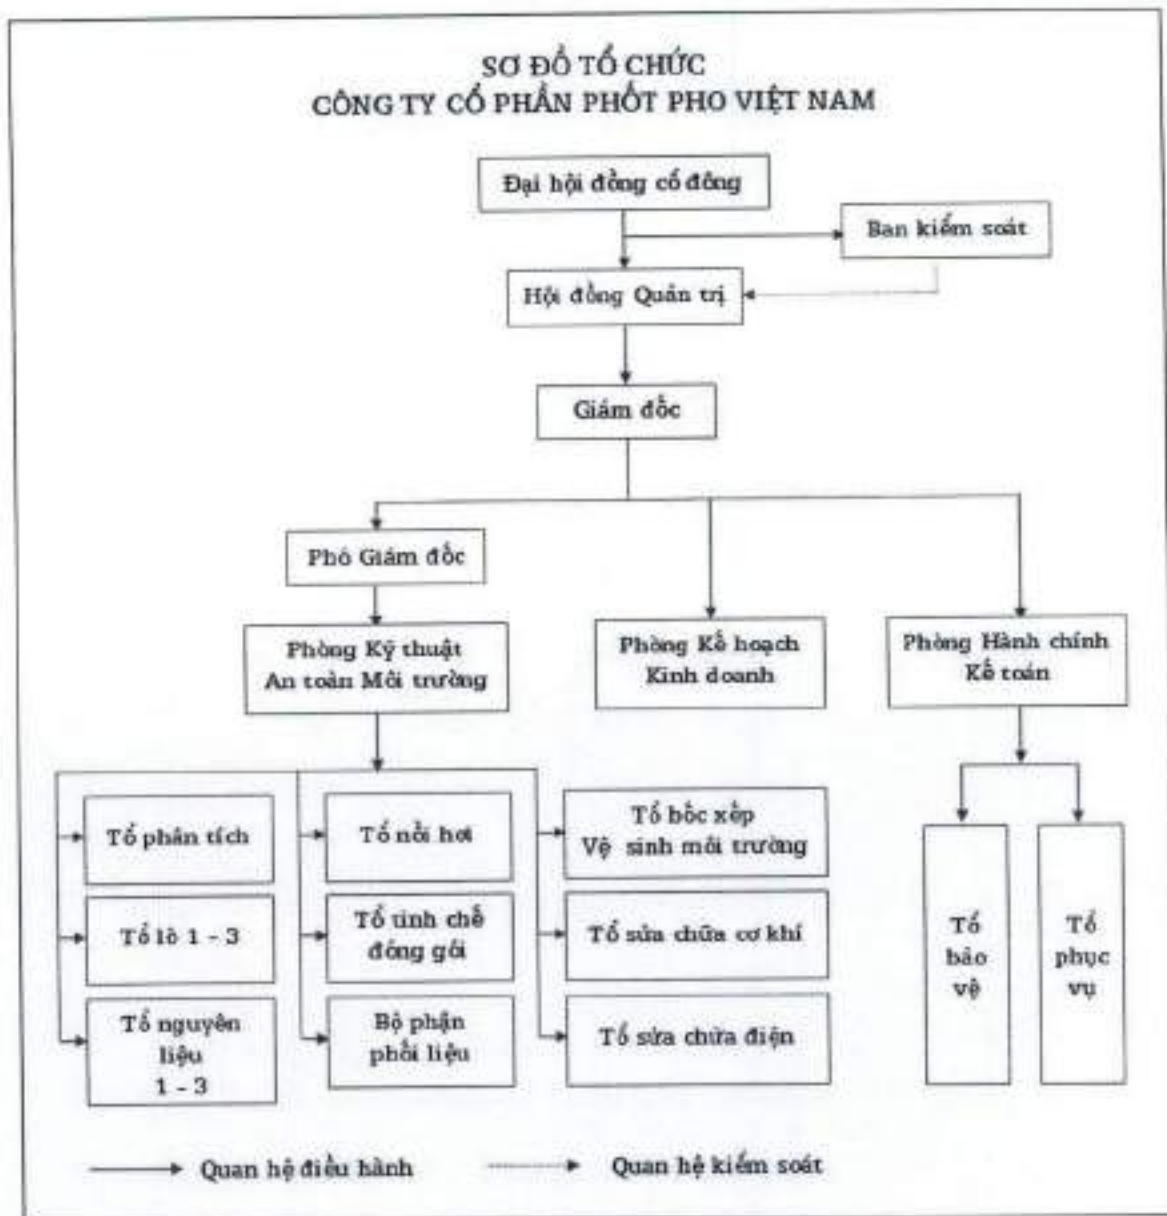 SƠ ĐỒ TỔ CHỨC
CÔNG TY CỔ PHẦN PHỐT PHO VIỆT NAM
Đại hội đồng cổ đông
Ban kiểm soát
Hội đồng Quản trị
Giám đốc
Phó Giám đốc
Phòng Kỹ thuật
An toàn Môi trường
Phòng Kế hoạch
Kinh doanh
Phòng Hành chính
Kế toán
Tổ phân tích
Tổ nồi hơi
Tổ bốc xếp
Vệ sinh môi trường
Tổ lò 1 - 3
Tổ tinh chế
đóng gói
Tổ sửa chữa cơ khí
Tổ nguyên
liệu
1 - 3
Bộ phận
phối liệu
Tổ sửa chữa điện
Tổ
bảo
vệ
Tổ
phục
vụ
Quan hệ điều hành
Quan hệ kiểm soát